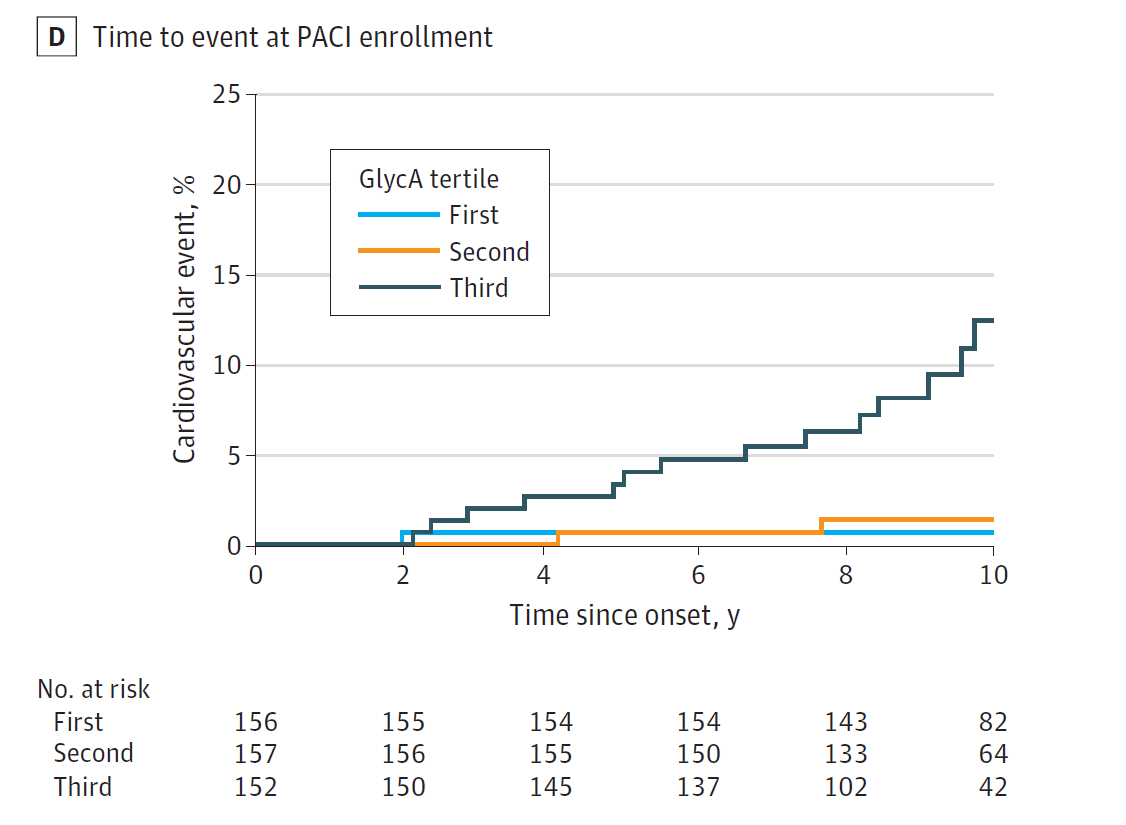 D Time to event at PACI enrollment
25
20
15
10
5
0
Cardiovascular event, %
GlycA tertile
First
Second
Third
0 2 4 6 8 10
Time since onset, y
No. at risk
First 156 155 154 154 143 82
Second 157 156 155 150 133 64
Third 152 150 145 137 102 42